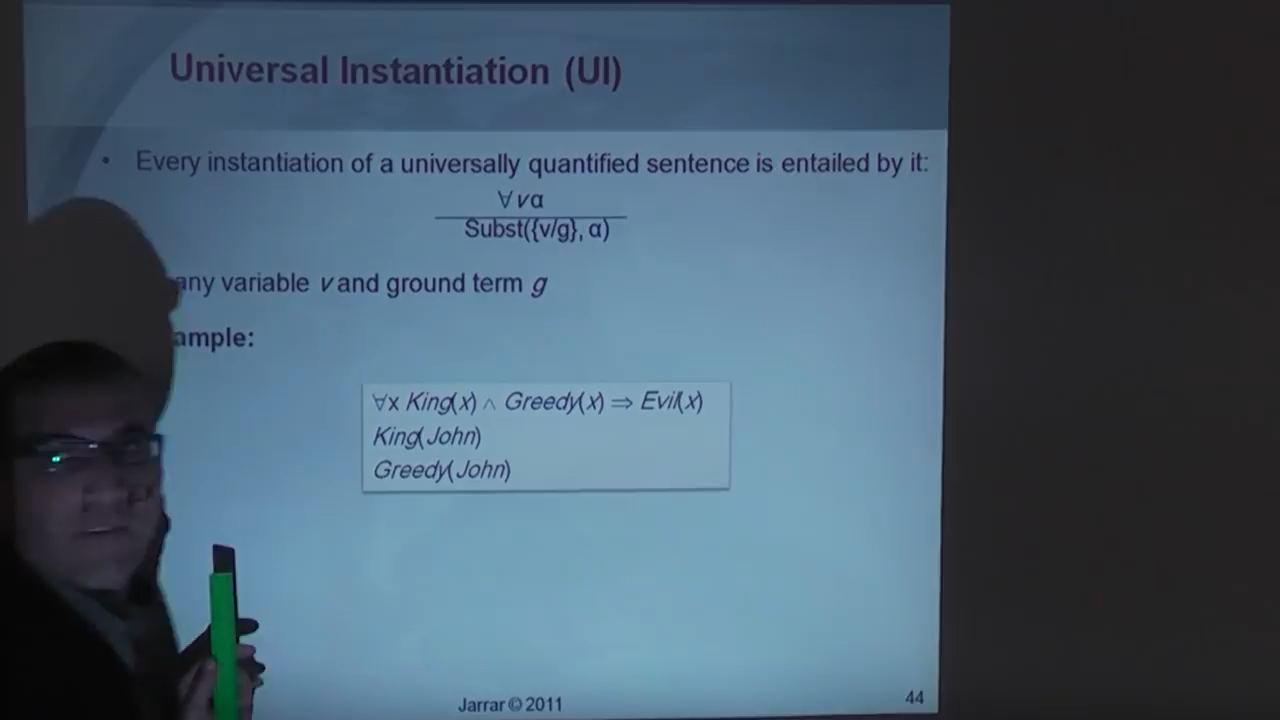 Universal Instantiation (UI)
• Every instantiation of a universally quantified sentence is entailed by it:
∀ vα
Subst({v/g}, α)
any variable v and ground term g
ample:
∀x King(x) ∧ Greedy(x) ⇒ Evil(x)
King(John)
Greedy(John)
Jarrar © 2011
44